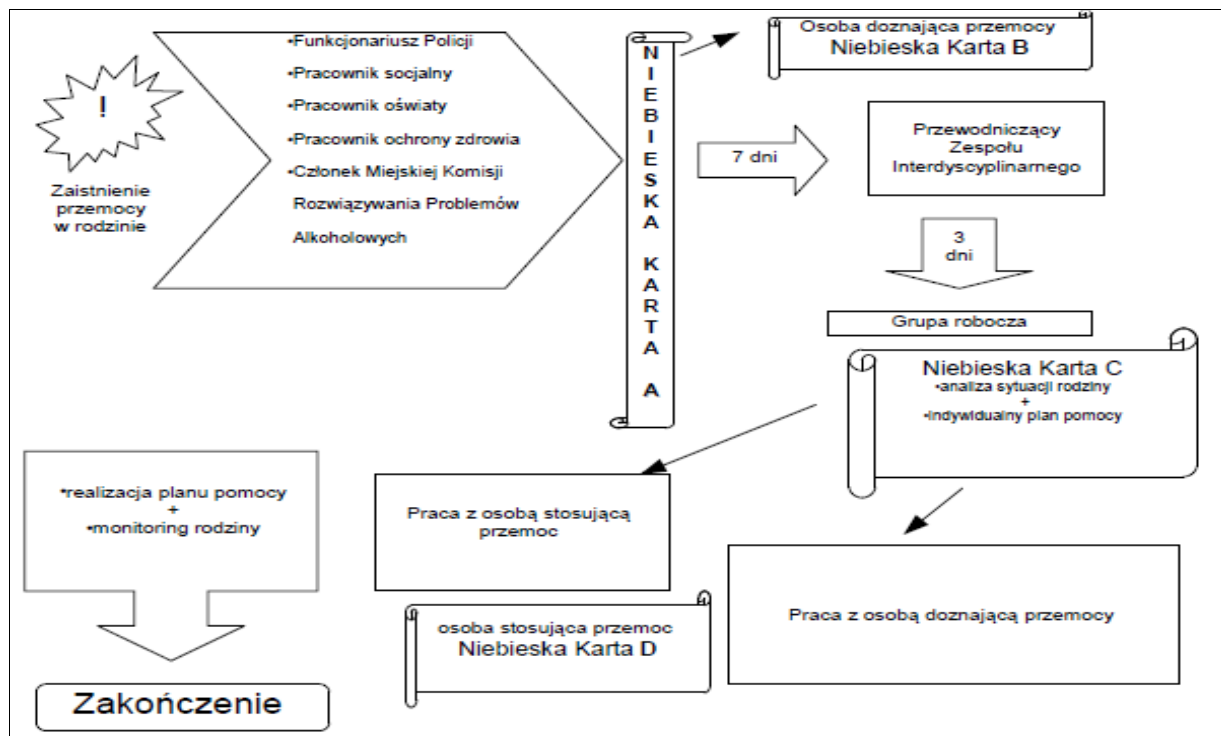 !
Zaistnienie
przemocy
w rodzinie
•Funkcjonariusz Policji
•Pracownik socjalny
•Pracownik oświaty
•Pracownik ochrony zdrowia
•Członek Miejskiej Komisji
Rozwiązywania Problemów
Alkoholowych
NIEBIESKA KARTA A
Osoba doznająca przemocy
Niebieska Karta B
7 dni
Przewodniczący
Zespołu
Interdyscyplinarnego
3
dni
Grupa robocza
Niebieska Karta C
•analiza sytuacji rodziny
+
•indywidualny plan pomocy
Praca z osobą stosującą
przemoc
osoba stosująca przemoc
Niebieska Karta D
Praca z osobą doznającą przemocy
•realizacja planu pomocy
+
•monitoring rodziny
Zakończenie